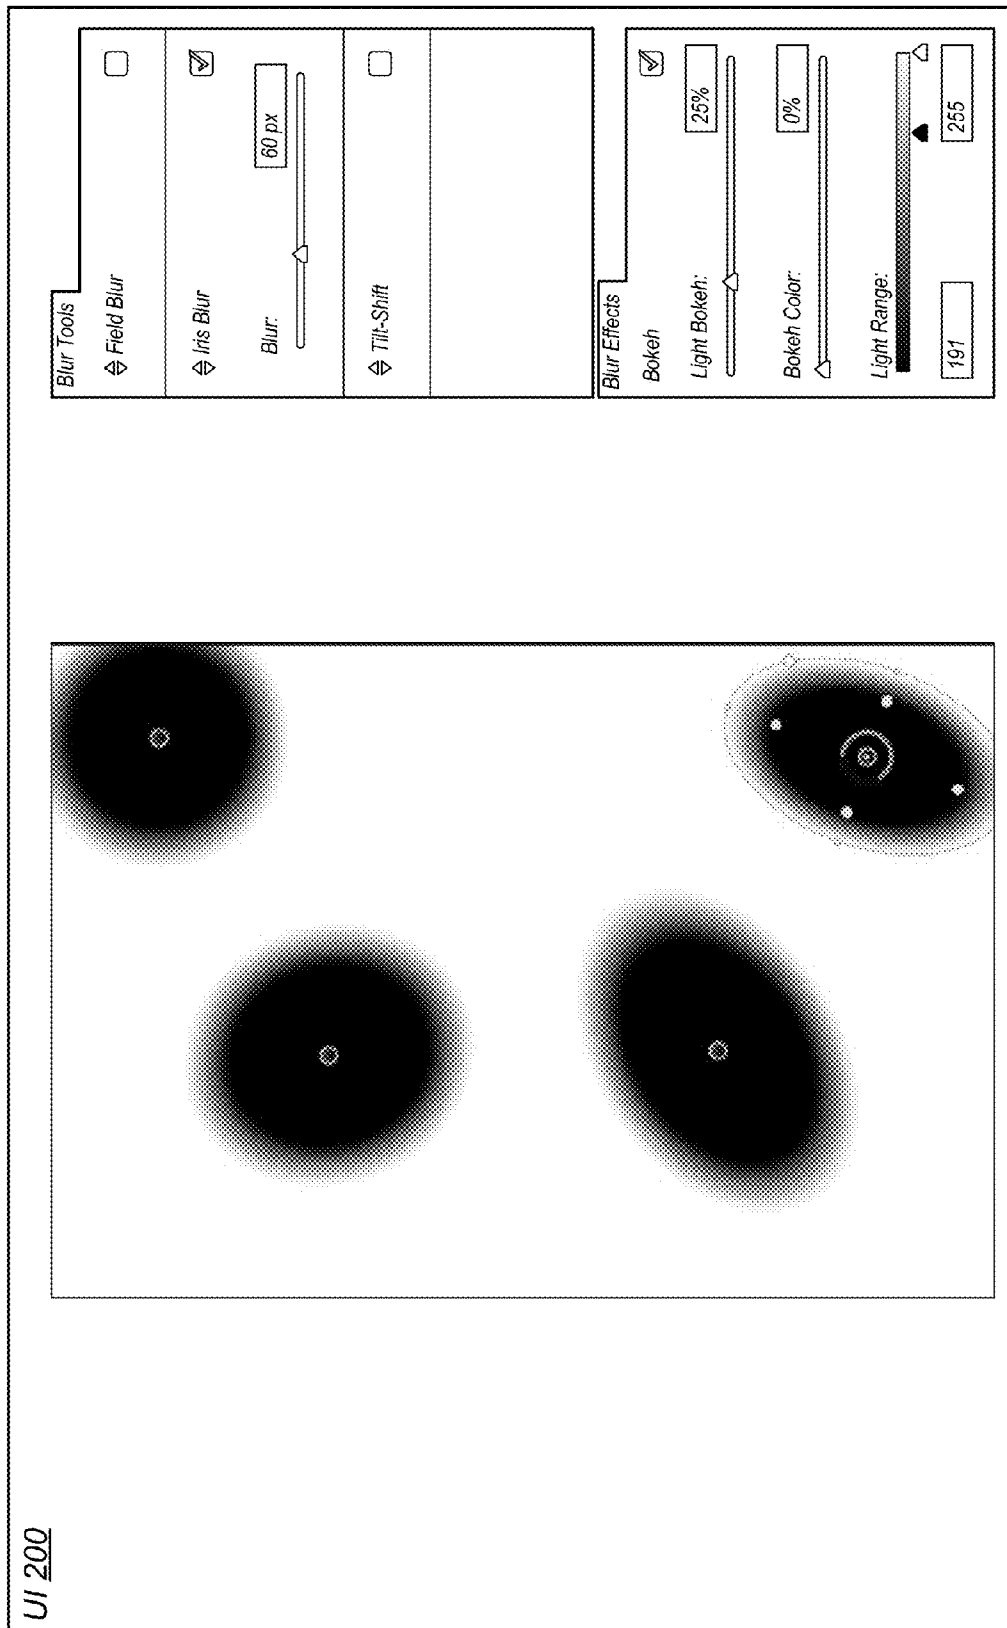 UI 200
Blur Tools
Field Blur
Iris Blur
Blur:
60 px
Tilt-Shift
Blur Effects
Bokeh
Light Bokeh:
25%
Bokeh Color:
0%
Light Range:
191
255